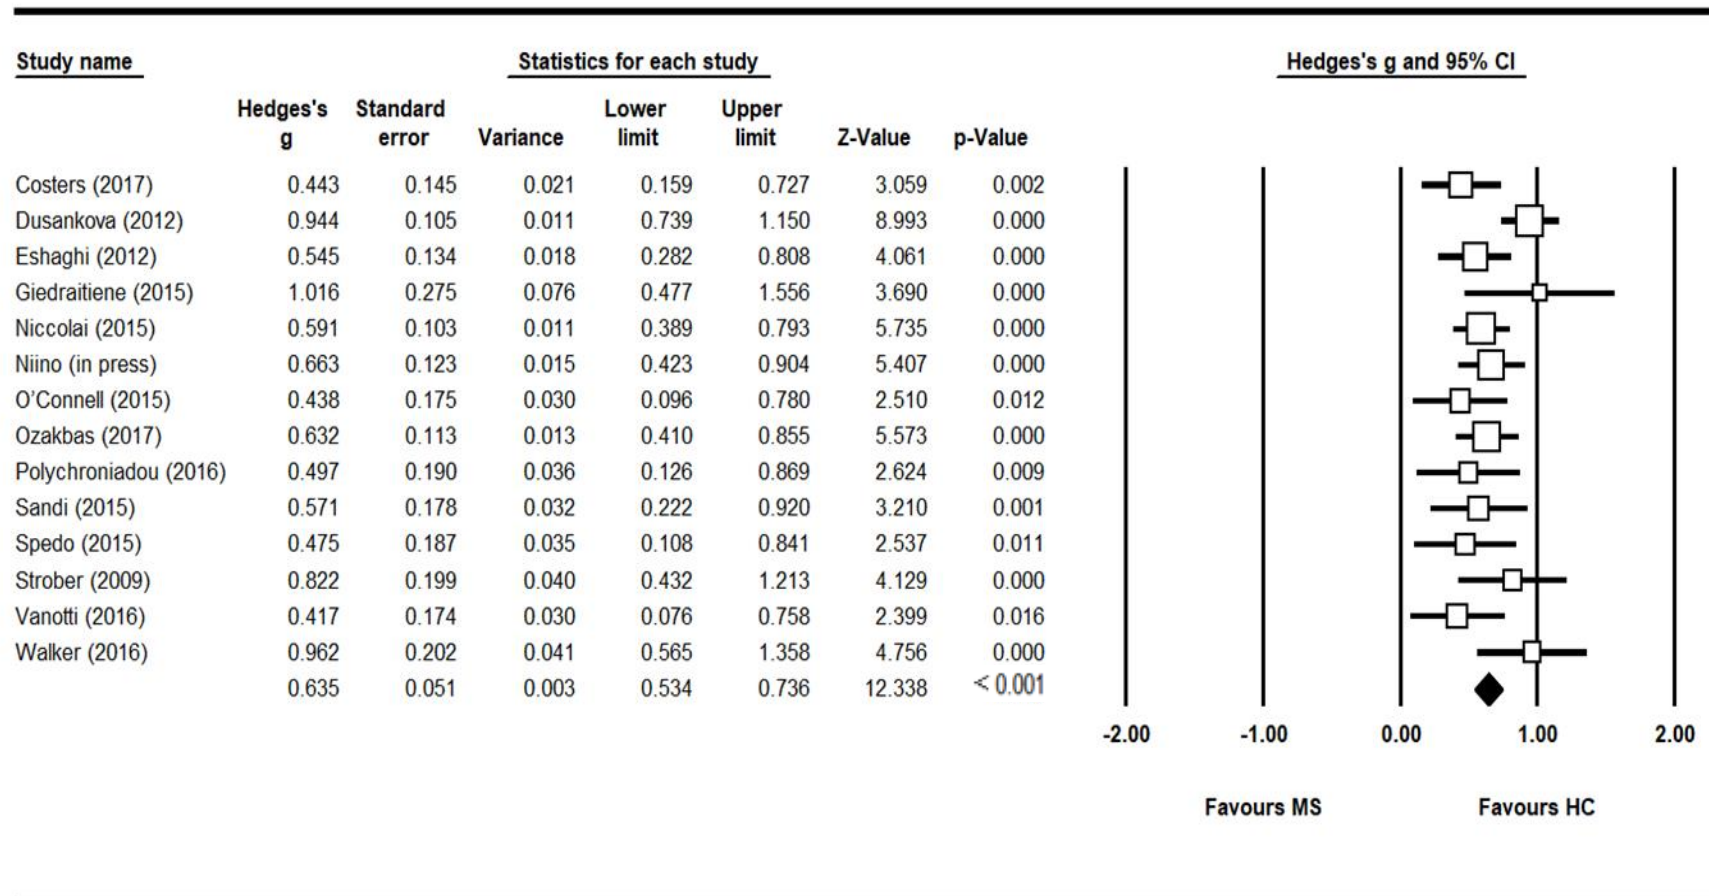 Study name Statistics for each study Hedges's g and 95% CI
Hedges's Standard Lower Upper
g error Variance limit limit Z-Value p-Value
Costers (2017) 0.443 0.145 0.021 0.159 0.727 3.059 0.002
Dusankova (2012) 0.944 0.105 0.011 0.739 1.150 8.993 0.000
Eshaghi (2012) 0.545 0.134 0.018 0.282 0.808 4.061 0.000
Giedraitiene (2015) 1.016 0.275 0.076 0.477 1.556 3.690 0.000
Niccolai (2015) 0.591 0.103 0.011 0.389 0.793 5.735 0.000
Niino (in press) 0.663 0.123 0.015 0.423 0.904 5.407 0.000
O'Connell (2015) 0.438 0.175 0.030 0.096 0.780 2.510 0.012
Ozakbas (2017) 0.632 0.113 0.013 0.410 0.855 5.573 0.000
Polychroniadou (2016) 0.497 0.190 0.036 0.126 0.869 2.624 0.009
Sandi (2015) 0.571 0.178 0.032 0.222 0.920 3.210 0.001
Spedo (2015) 0.475 0.187 0.035 0.108 0.841 2.537 0.011
Strober (2009) 0.822 0.199 0.040 0.432 1.213 4.129 0.000
Vanotti (2016) 0.417 0.174 0.030 0.076 0.758 2.399 0.016
Walker (2016) 0.962 0.202 0.041 0.565 1.358 4.756 0.000
0.635 0.051 0.003 0.534 0.736 12.338 < 0.001
-2.00 -1.00 0.00 1.00 2.00
Favours MS Favours HC